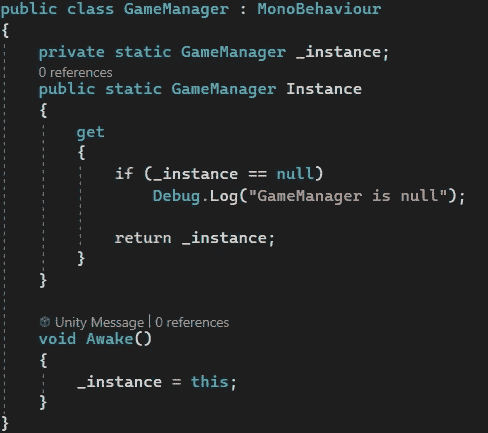 public class GameManager : MonoBehaviour
{
    private static GameManager _instance;
    0 references
    public static GameManager Instance
    {
        get
        {
            if (_instance == null)
                Debug.Log("GameManager is null");

            return _instance;
        }
    }

    Unity Message | 0 references
    void Awake()
    {
        _instance = this;
    }
}